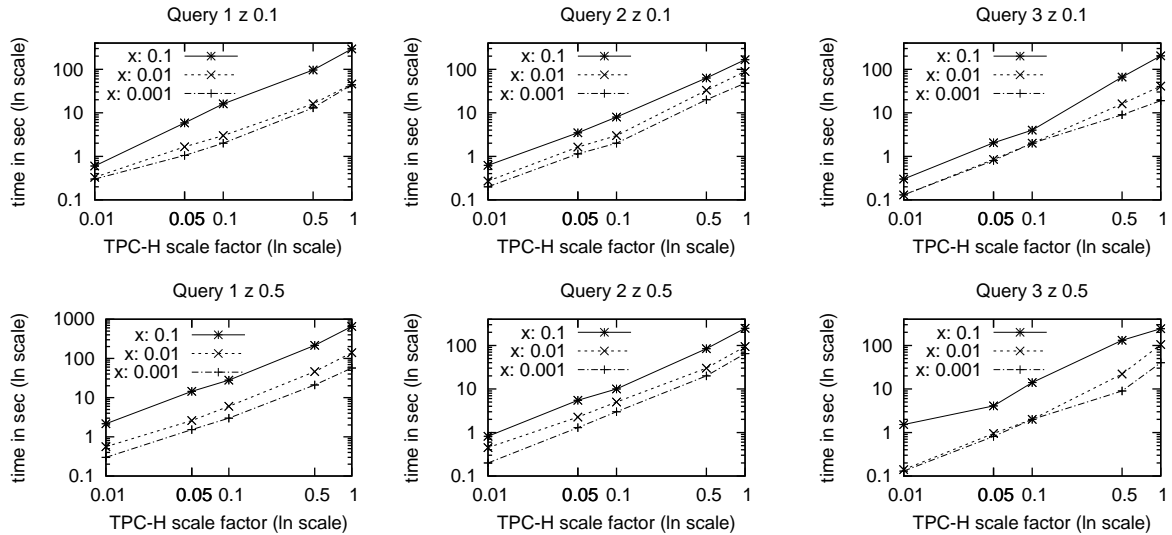 Query 1 z 0.1
time in sec (ln scale)
100
10
1
0.1
x: 0.1
x: 0.01
x: 0.001
0.01
0.05
0.1
0.5
1
TPC-H scale factor (ln scale)
Query 2 z 0.1
time in sec (ln scale)
100
10
1
0.1
x: 0.1
x: 0.01
x: 0.001
0.01
0.05
0.1
0.5
1
TPC-H scale factor (ln scale)
Query 3 z 0.1
time in sec (ln scale)
100
10
1
0.1
x: 0.1
x: 0.01
x: 0.001
0.01
0.05
0.1
0.5
1
TPC-H scale factor (ln scale)
Query 1 z 0.5
time in sec (ln scale)
1000
100
10
1
0.1
x: 0.1
x: 0.01
x: 0.001
0.01
0.05
0.1
0.5
1
TPC-H scale factor (ln scale)
Query 2 z 0.5
time in sec (ln scale)
100
10
1
0.1
x: 0.1
x: 0.01
x: 0.001
0.01
0.05
0.1
0.5
1
TPC-H scale factor (ln scale)
Query 3 z 0.5
time in sec (ln scale)
100
10
1
0.1
x: 0.1
x: 0.01
x: 0.001
0.01
0.05
0.1
0.5
1
TPC-H scale factor (ln scale)